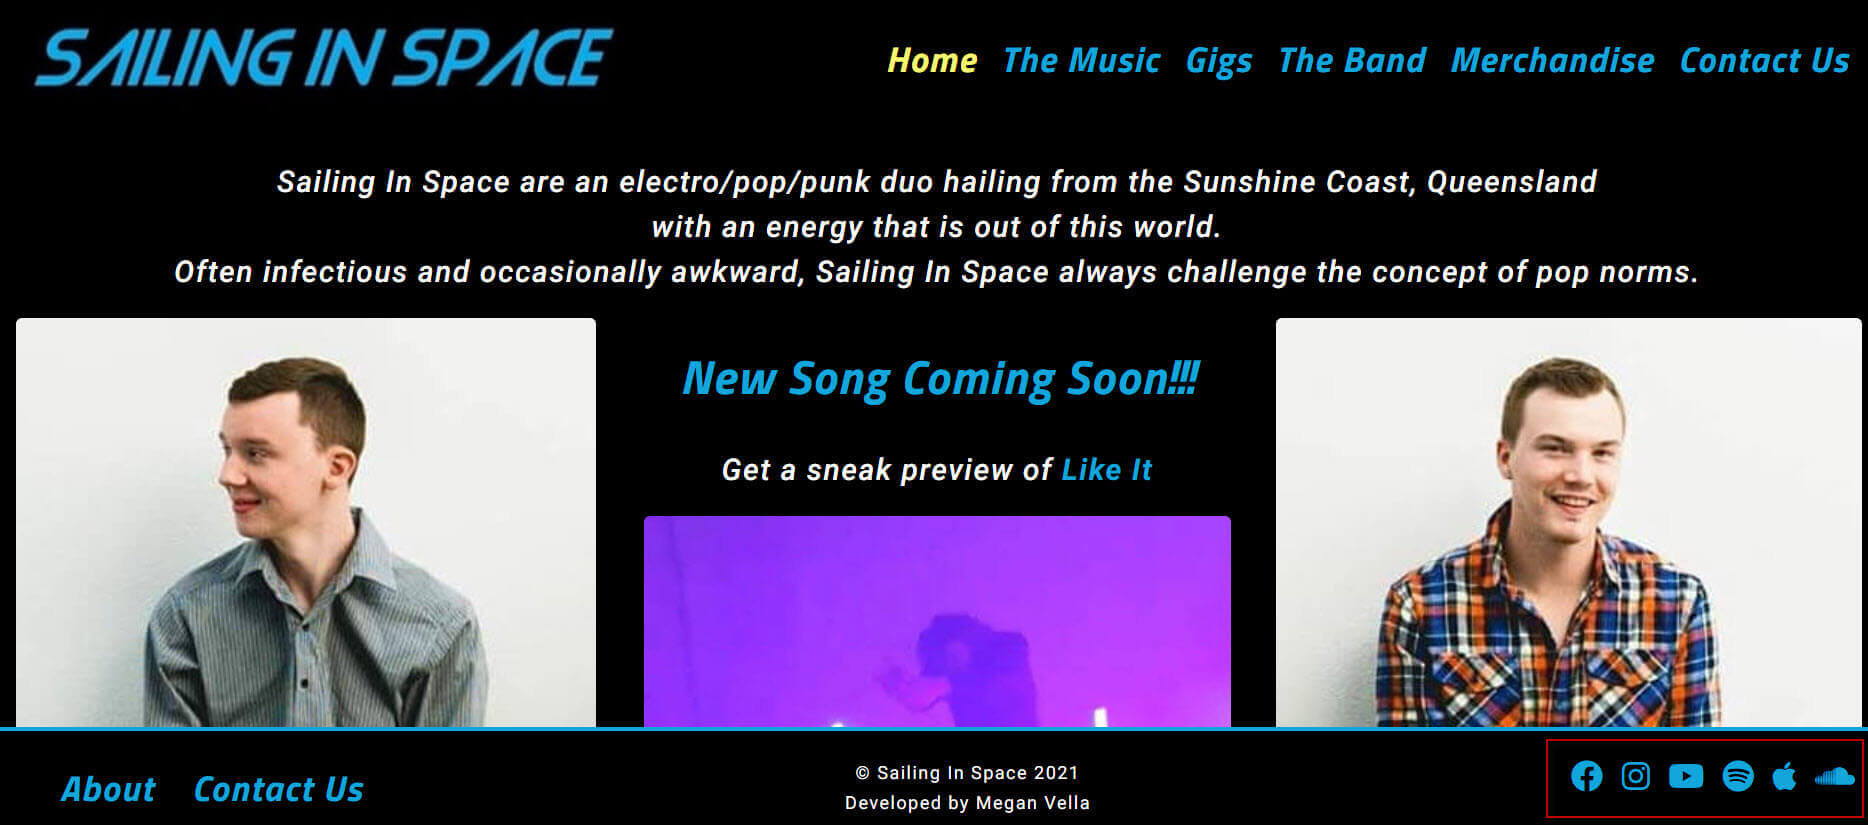 SAILING IN SPACE
Home The Music Gigs The Band Merchandise Contact Us
Sailing In Space are an electro/pop/punk duo hailing from the Sunshine Coast, Queensland
with an energy that is out of this world.
Often infectious and occasionally awkward, Sailing In Space always challenge the concept of pop norms.
New Song Coming Soon!!!
Get a sneak preview of Like It
About Contact Us
© Sailing In Space 2021
Developed by Megan Vella